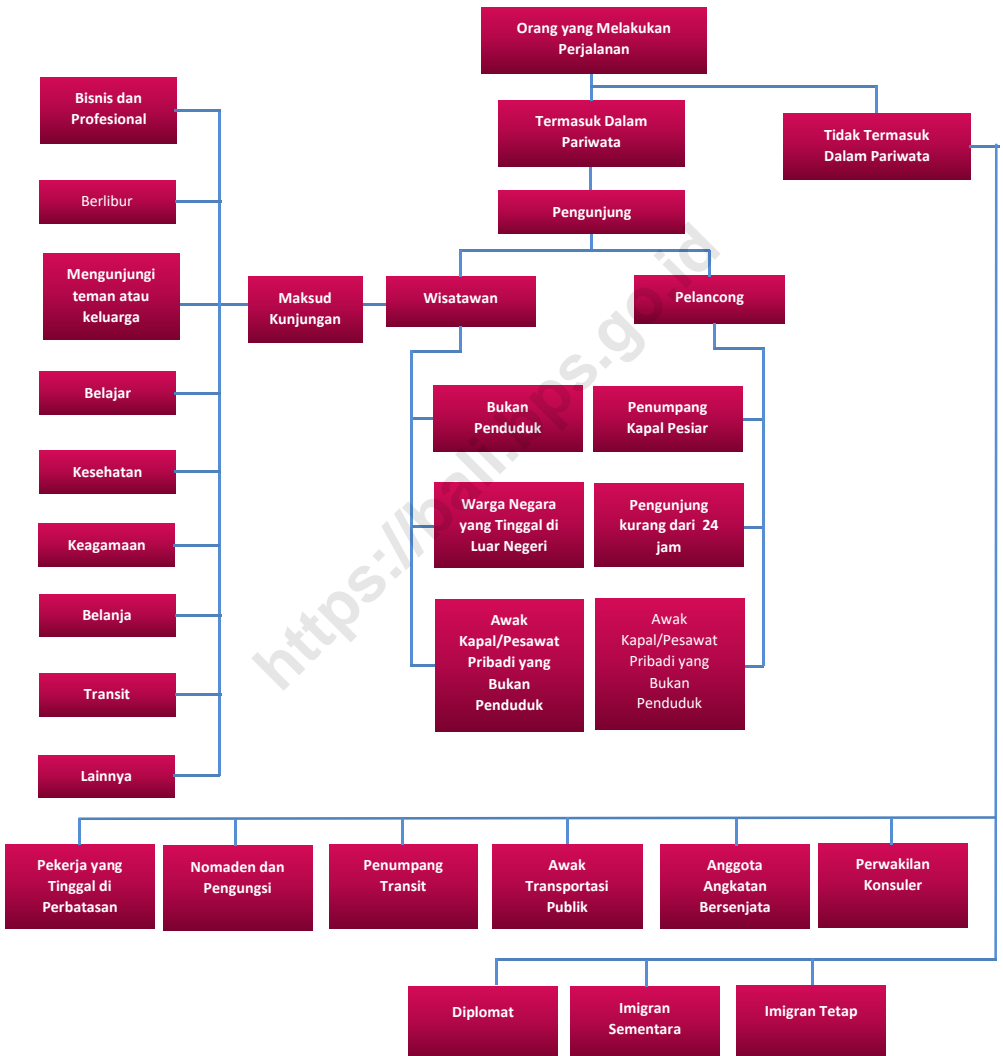 Orang yang Melakukan
Perjalanan
Termasuk Dalam
Pariwata
Tidak Termasuk
Dalam Pariwata
Pengunjung
Wisatawan
Pelancong
Maksud
Kunjungan
Bisnis dan
Profesional
Berlibur
Mengunjungi
teman atau
keluarga
Belajar
Kesehatan
Keagamaan
Belanja
Transit
Lainnya
Bukan
Penduduk
Warga Negara
yang Tinggal di
Luar Negeri
Awak
Kapal/Pesawat
Pribadi yang
Bukan
Penduduk
Penumpang
Kapal Pesiar
Pengunjung
kurang dari 24
jam
Awak
Kapal/Pesawat
Pribadi yang
Bukan
Penduduk
Pekerja yang
Tinggal di
Perbatasan
Nomaden dan
Pengungsi
Penumpang
Transit
Awak
Transportasi
Publik
Anggota
Angkatan
Bersenjata
Perwakilan
Konsuler
Diplomat
Imigran
Sementara
Imigran Tetap
https://bali.bps.go.id